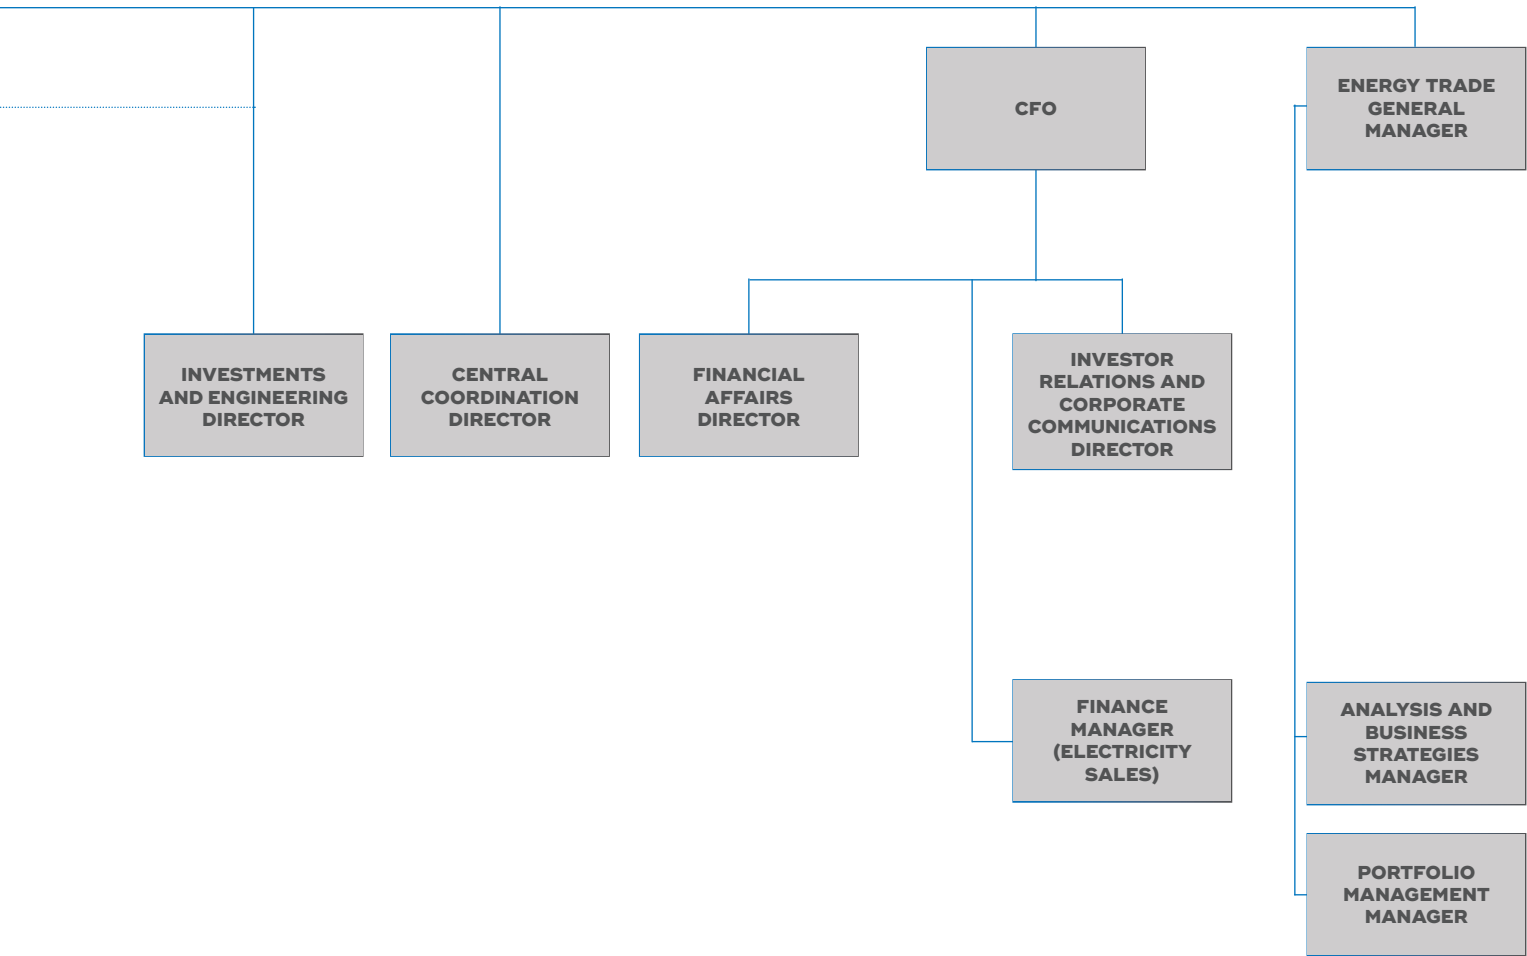 CFO
ENERGY TRADE
GENERAL
MANAGER
INVESTMENTS
AND ENGINEERING
DIRECTOR
CENTRAL
COORDINATION
DIRECTOR
FINANCIAL
AFFAIRS
DIRECTOR
INVESTOR
RELATIONS AND
CORPORATE
COMMUNICATIONS
DIRECTOR
FINANCE
MANAGER
(ELECTRICITY
SALES)
ANALYSIS AND
BUSINESS
STRATEGIES
MANAGER
PORTFOLIO
MANAGEMENT
MANAGER